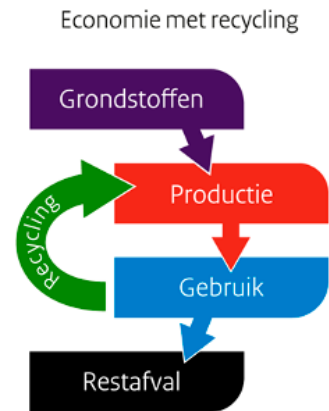 Economie met recycling
Grondstoffen
Productie
Recycling
Gebruik
Restafval